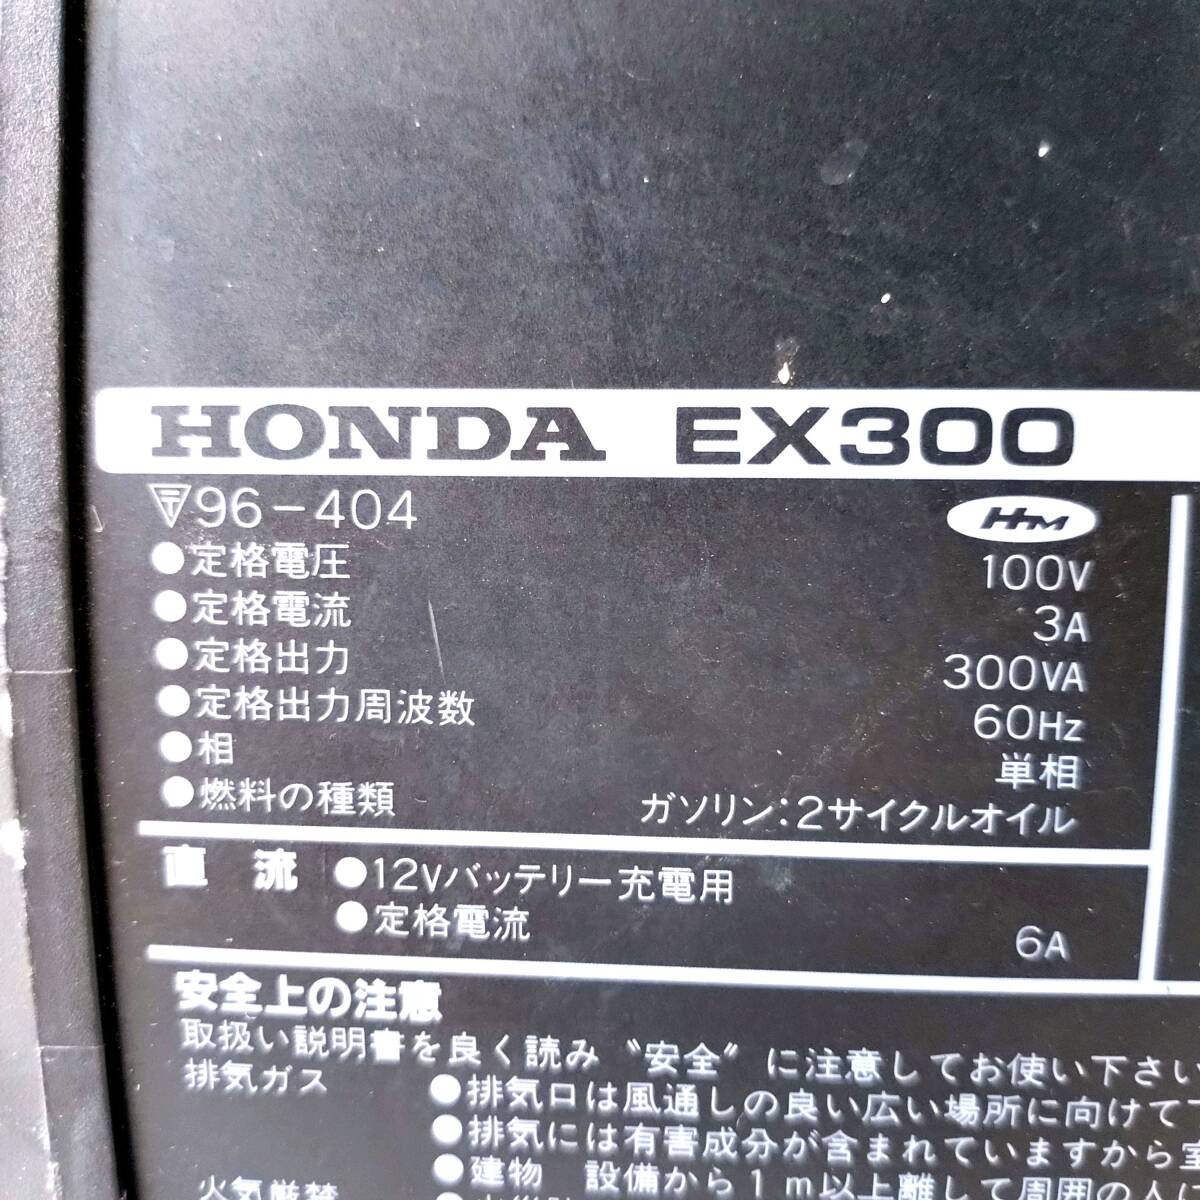 HONDA EX300
〒96-404 HM
●定格電圧 100V
●定格電流 3A
●定格出力 300VA
●定格出力周波数 60Hz
●相 単相
●燃料の種類 ガソリン:2サイクルオイル
直流 ●12Vバッテリー充電用
●定格電流 6A
安全上の注意
取扱い説明書を良く読み〝安全〟に注意してお使い下さい
排気ガス ●排気口は風通しの良い広い場所に向けて
●排気には有害成分が含まれていますから室
●建物 設備から1m以上離して周囲の人に
火気厳禁